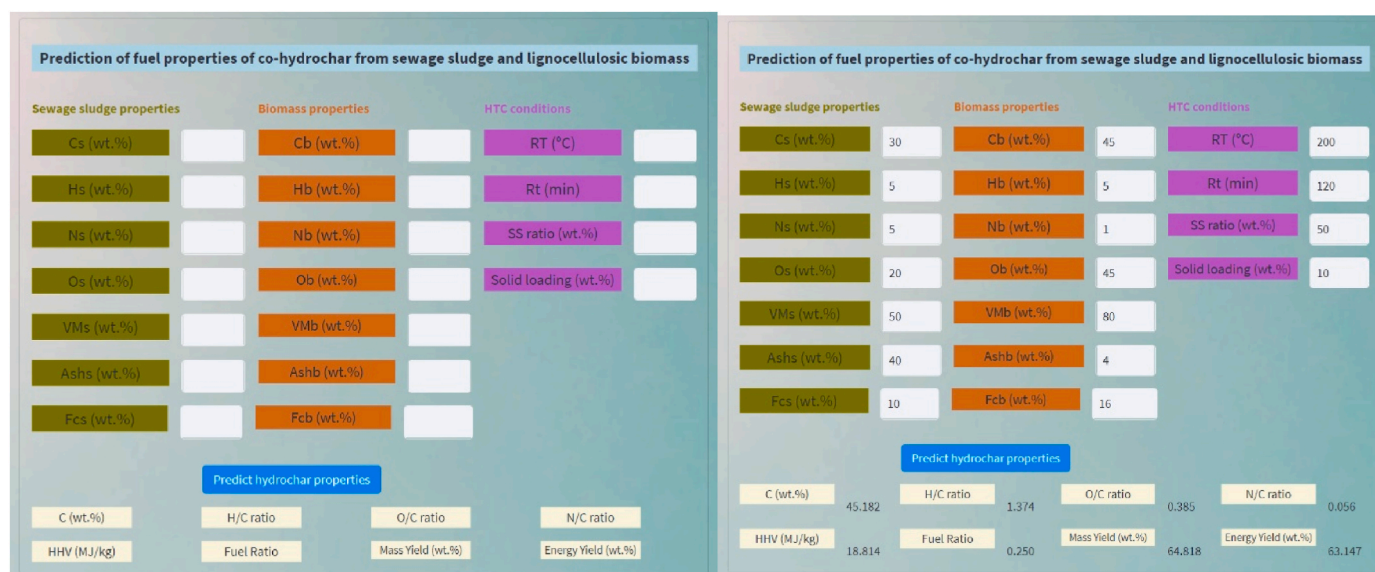 Prediction of fuel properties of co-hydrochar from sewage sludge and lignocellulosic biomass
Sewage sludge properties Biomass properties HTC conditions
Cs (wt.%) Cb (wt.%) RT (°C)
Hs (wt.%) Hb (wt.%) Rt (min)
Ns (wt.%) Nb (wt.%) SS ratio (wt.%)
Os (wt.%) Ob (wt.%) Solid loading (wt.%)
VMs (wt.%) VMb (wt.%)
Ashs (wt.%) Ashb (wt.%)
Fcs (wt.%) Fcb (wt.%)
Predict hydrochar properties
C (wt.%) H/C ratio O/C ratio N/C ratio
HHV (MJ/kg) Fuel Ratio Mass Yield (wt.%) Energy Yield (wt.%)
Prediction of fuel properties of co-hydrochar from sewage sludge and lignocellulosic biomass
Sewage sludge properties Biomass properties HTC conditions
Cs (wt.%) 30 Cb (wt.%) 45 RT (°C) 200
Hs (wt.%) 5 Hb (wt.%) 5 Rt (min) 120
Ns (wt.%) 5 Nb (wt.%) 1 SS ratio (wt.%) 50
Os (wt.%) 20 Ob (wt.%) 45 Solid loading (wt.%) 10
VMs (wt.%) 50 VMb (wt.%) 80
Ashs (wt.%) 40 Ashb (wt.%) 4
Fcs (wt.%) 10 Fcb (wt.%) 16
Predict hydrochar properties
C (wt.%) 45.182 H/C ratio 1.374 O/C ratio 0.385 N/C ratio 0.056
HHV (MJ/kg) 18.814 Fuel Ratio 0.250 Mass Yield (wt.%) 64.818 Energy Yield (wt.%) 63.147